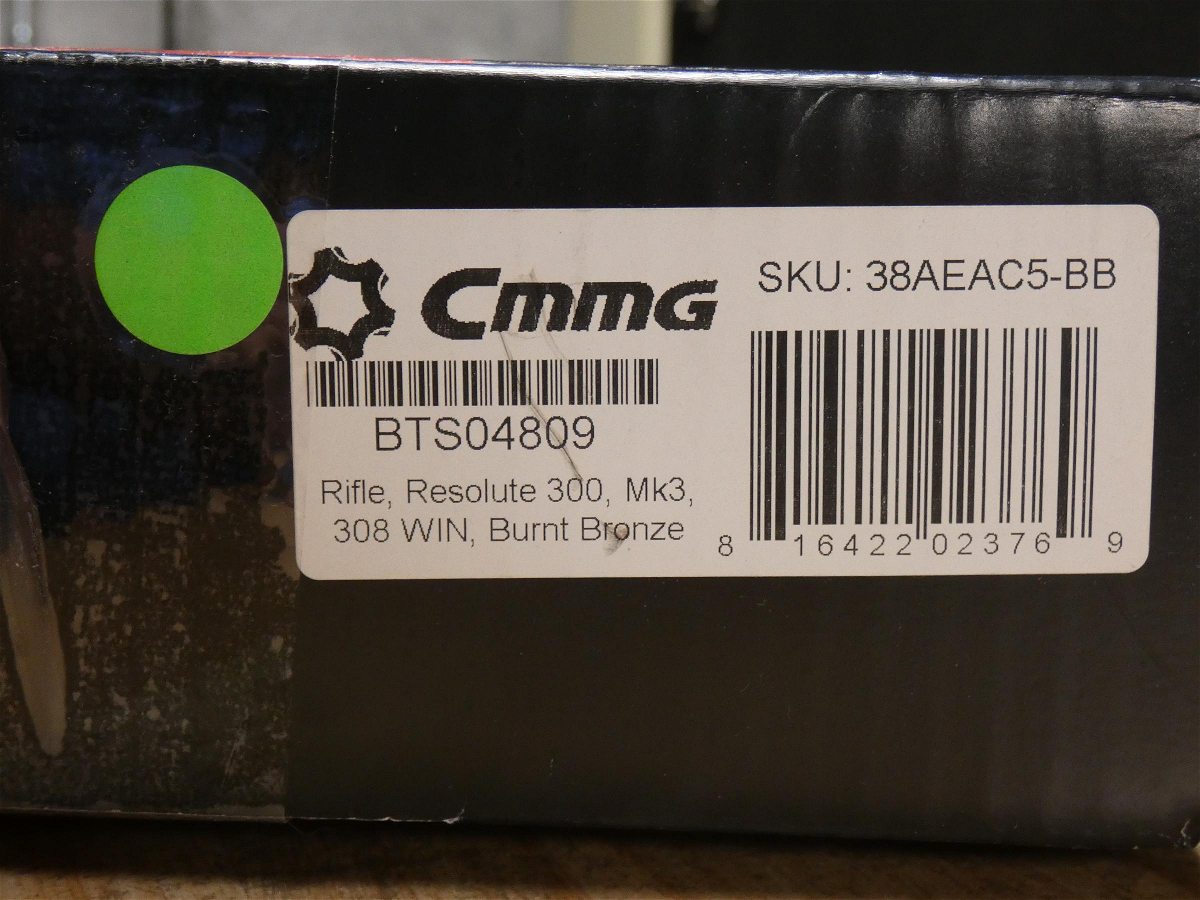 CMMG
SKU: 38AEAC5-BB
BTS04809
Rifle, Resolute 300, Mk3,
308 WIN, Burnt Bronze
8 16422 02376 9